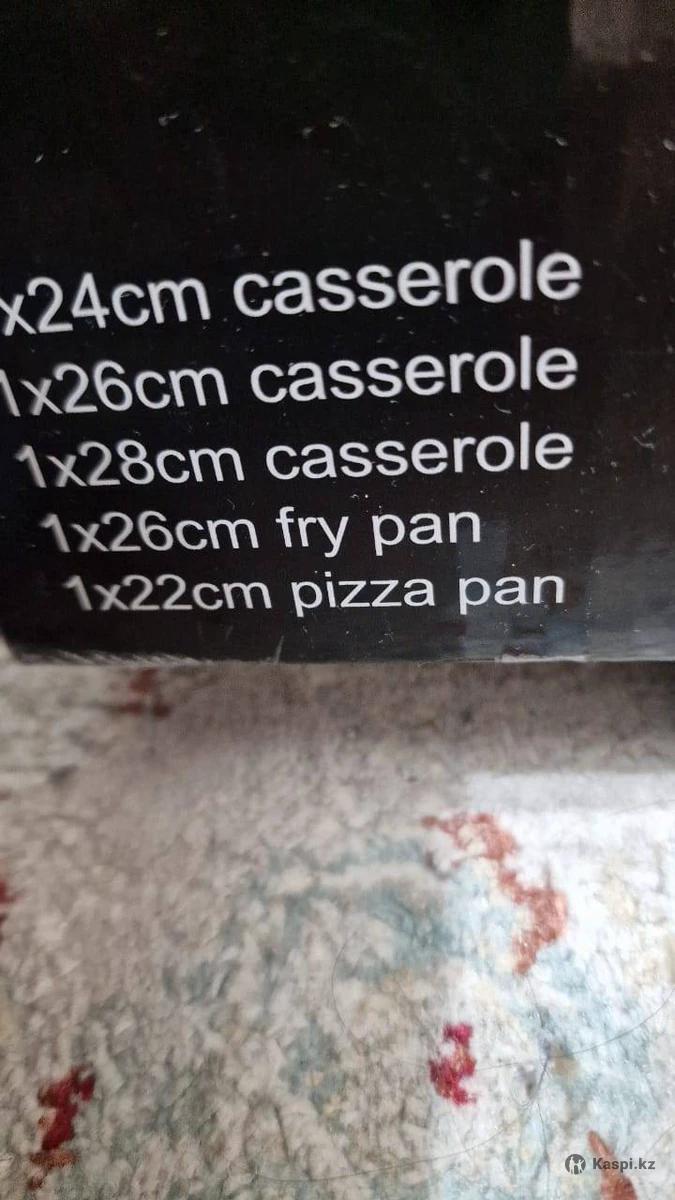 x24cm casserole
1x26cm casserole
1x28cm casserole
1x26cm fry pan
1x22cm pizza pan
Kaspi.kz